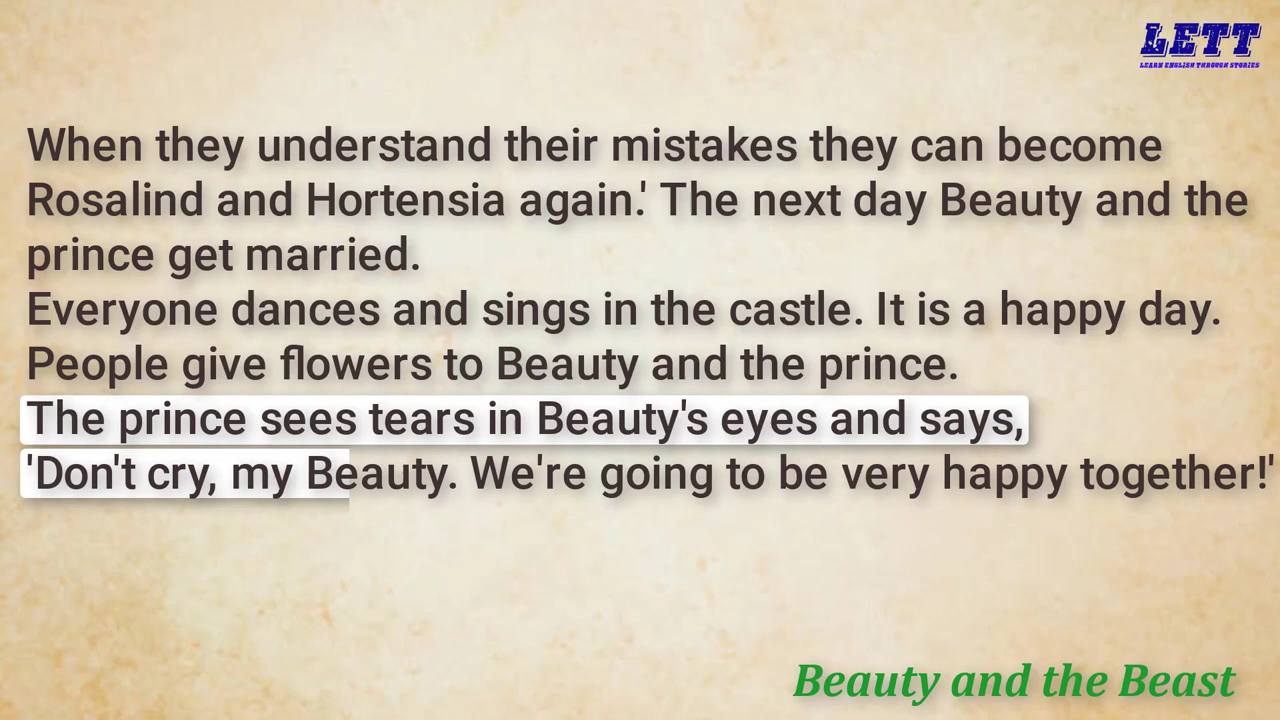 LETT
LEARN ENGLISH THROUGH STORIES
When they understand their mistakes they can become
Rosalind and Hortensia again.' The next day Beauty and the
prince get married.
Everyone dances and sings in the castle. It is a happy day.
People give flowers to Beauty and the prince.
The prince sees tears in Beauty's eyes and says,
'Don't cry, my Beauty. We're going to be very happy together!'
Beauty and the Beast